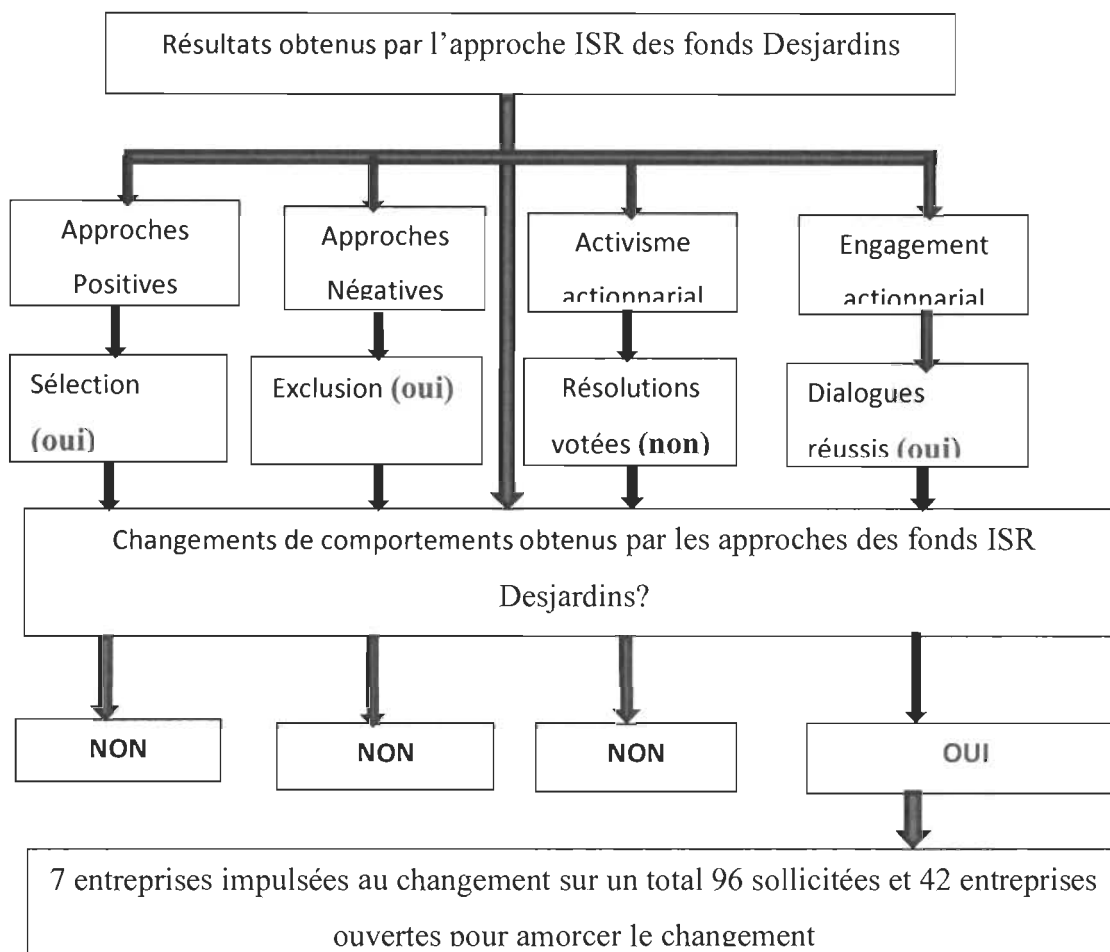 Résultats obtenus par l'approche ISR des fonds Desjardins
Approches
Positives
Approches
Négatives
Activisme
actionnarial
Engagement
actionnarial
Sélection
(oui)
Exclusion (oui)
Résolutions
votées (non)
Dialogues
réussis (oui)
Changements de comportements obtenus par les approches des fonds ISR
Desjardins?
NON
NON
NON
OUI
7 entreprises impulsées au changement sur un total 96 sollicitées et 42 entreprises
ouvertes pour amorcer le changement